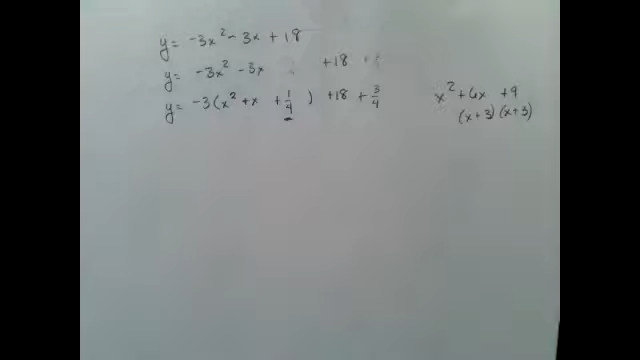 y = -3x² - 3x + 18
y = -3x² - 3x +18
y = -3(x² + x + 1/4) +18 + 3/4
x² + 6x + 9
(x+3)(x+3)